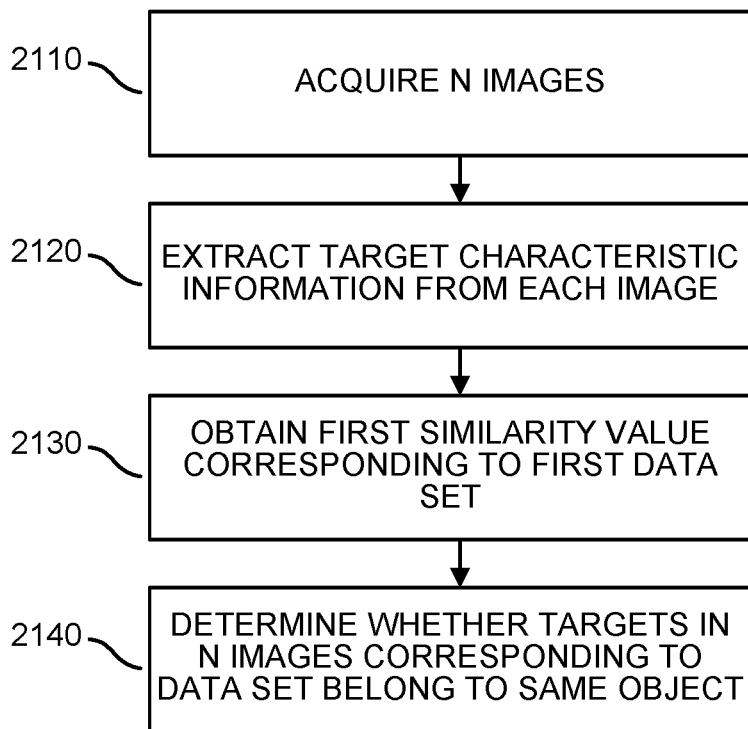 2110
ACQUIRE N IMAGES
2120
EXTRACT TARGET CHARACTERISTIC
INFORMATION FROM EACH IMAGE
2130
OBTAIN FIRST SIMILARITY VALUE
CORRESPONDING TO FIRST DATA
SET
2140
DETERMINE WHETHER TARGETS IN
N IMAGES CORRESPONDING TO
DATA SET BELONG TO SAME OBJECT